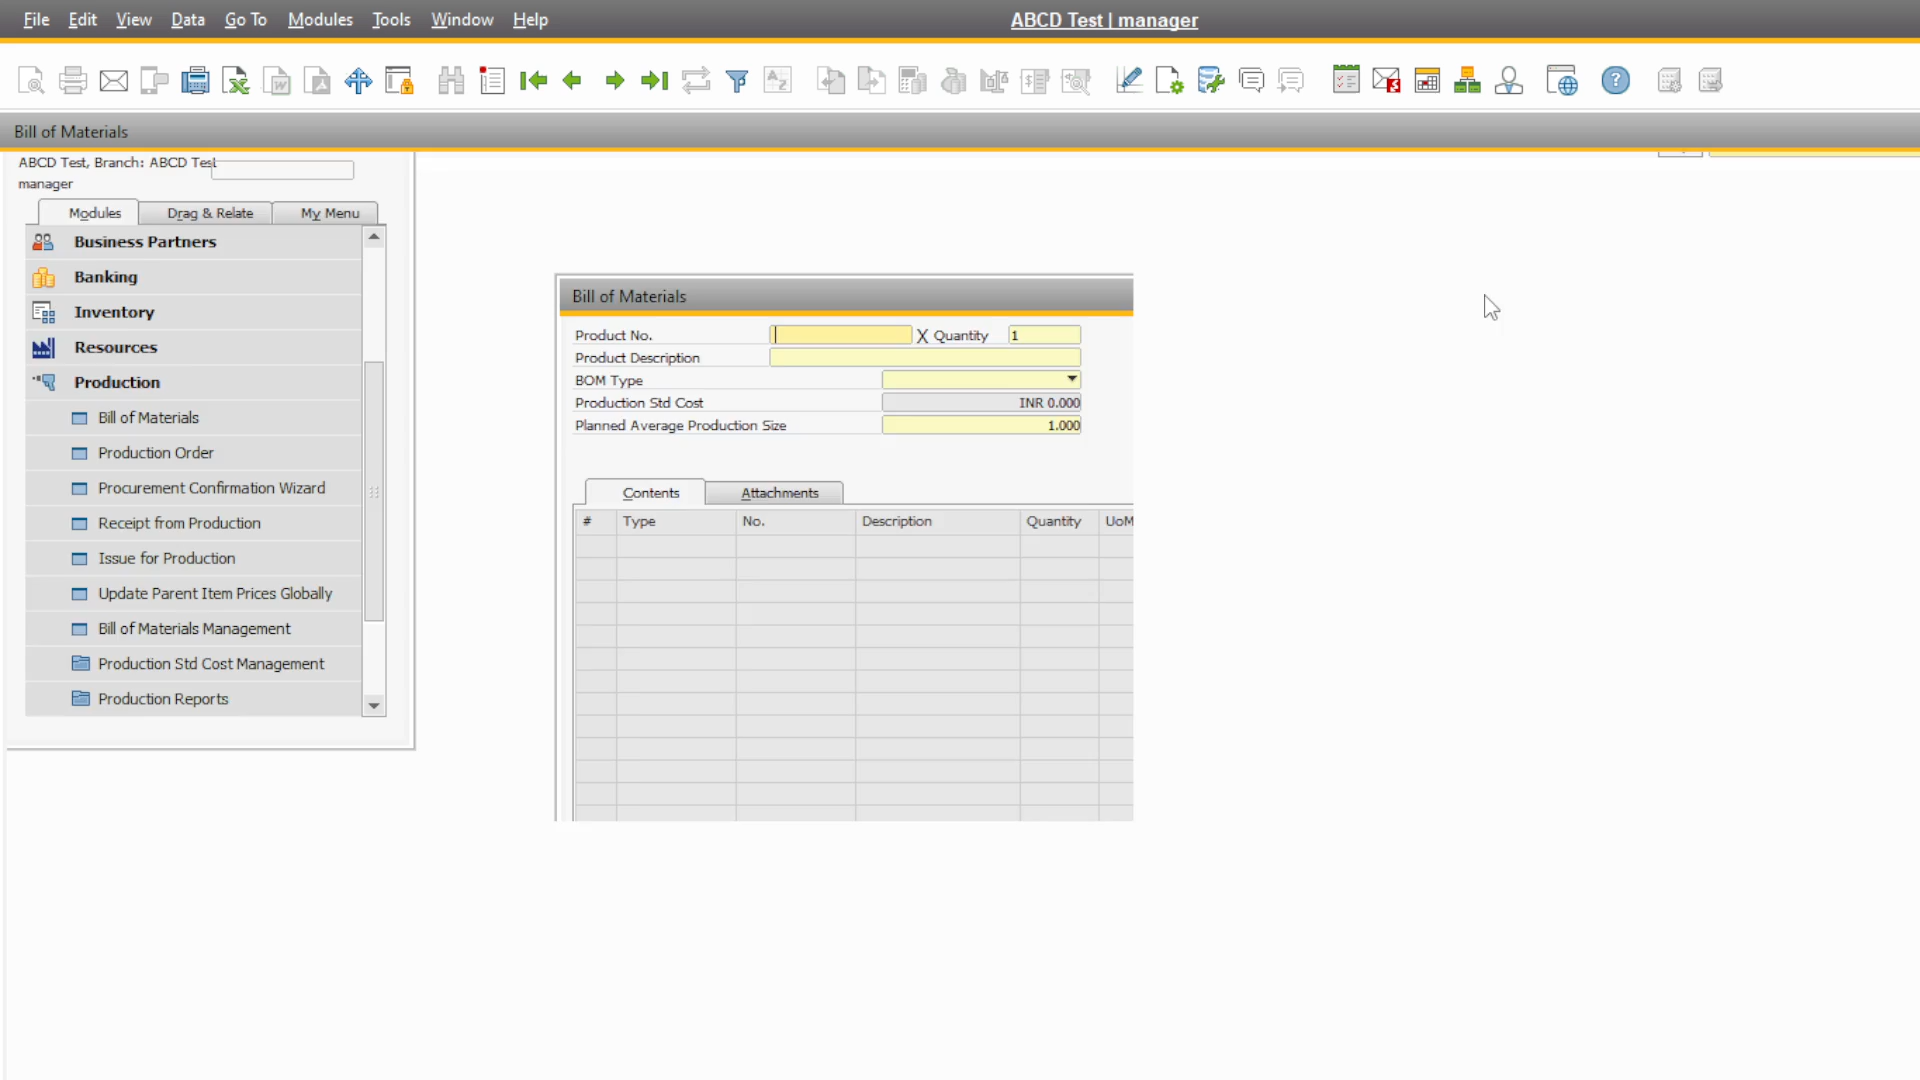 File Edit View Data Go To Modules Tools Window Help ABCD Test | manager
Bill of Materials
ABCD Test, Branch: ABCD Test
manager
Modules Drag & Relate My Menu
Business Partners
Banking
Inventory
Resources
Production
Bill of Materials
Production Order
Procurement Confirmation Wizard
Receipt from Production
Issue for Production
Update Parent Item Prices Globally
Bill of Materials Management
Production Std Cost Management
Production Reports
Bill of Materials
Product No. X Quantity 1
Product Description
BOM Type
Production Std Cost INR 0.000
Planned Average Production Size 1.000
Contents Attachments
# Type No. Description Quantity UoM